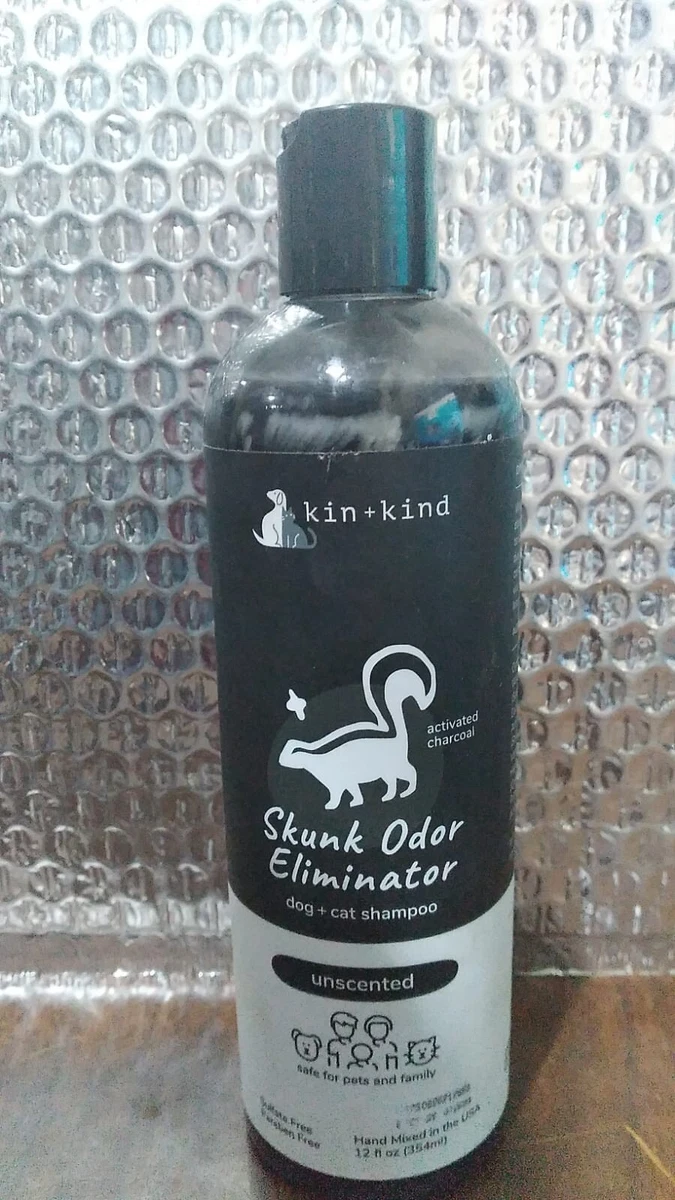 kin+kind
activated
charcoal
Skunk Odor
Eliminator
dog + cat shampoo
unscented
safe for pets and family
Sulfate Free
Paraben Free
Hand Mixed in the USA
12 fl oz (354ml)